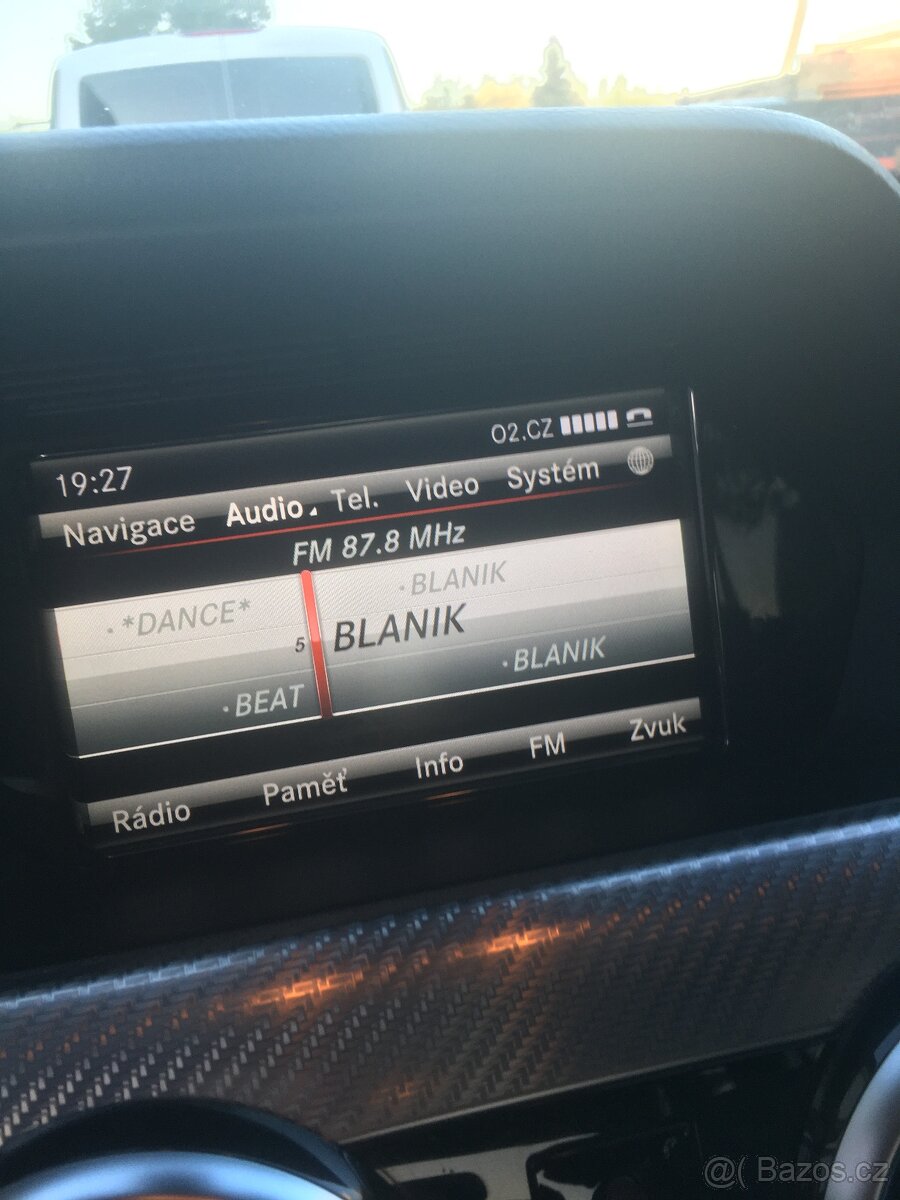 O2.CZ
19:27
Navigace Audio Tel. Video Systém
FM 87.8 MHz
*DANCE* BLANIK
5 BLANIK
BEAT BLANIK
Rádio Paměť Info FM Zvuk
@( Bazos.cz